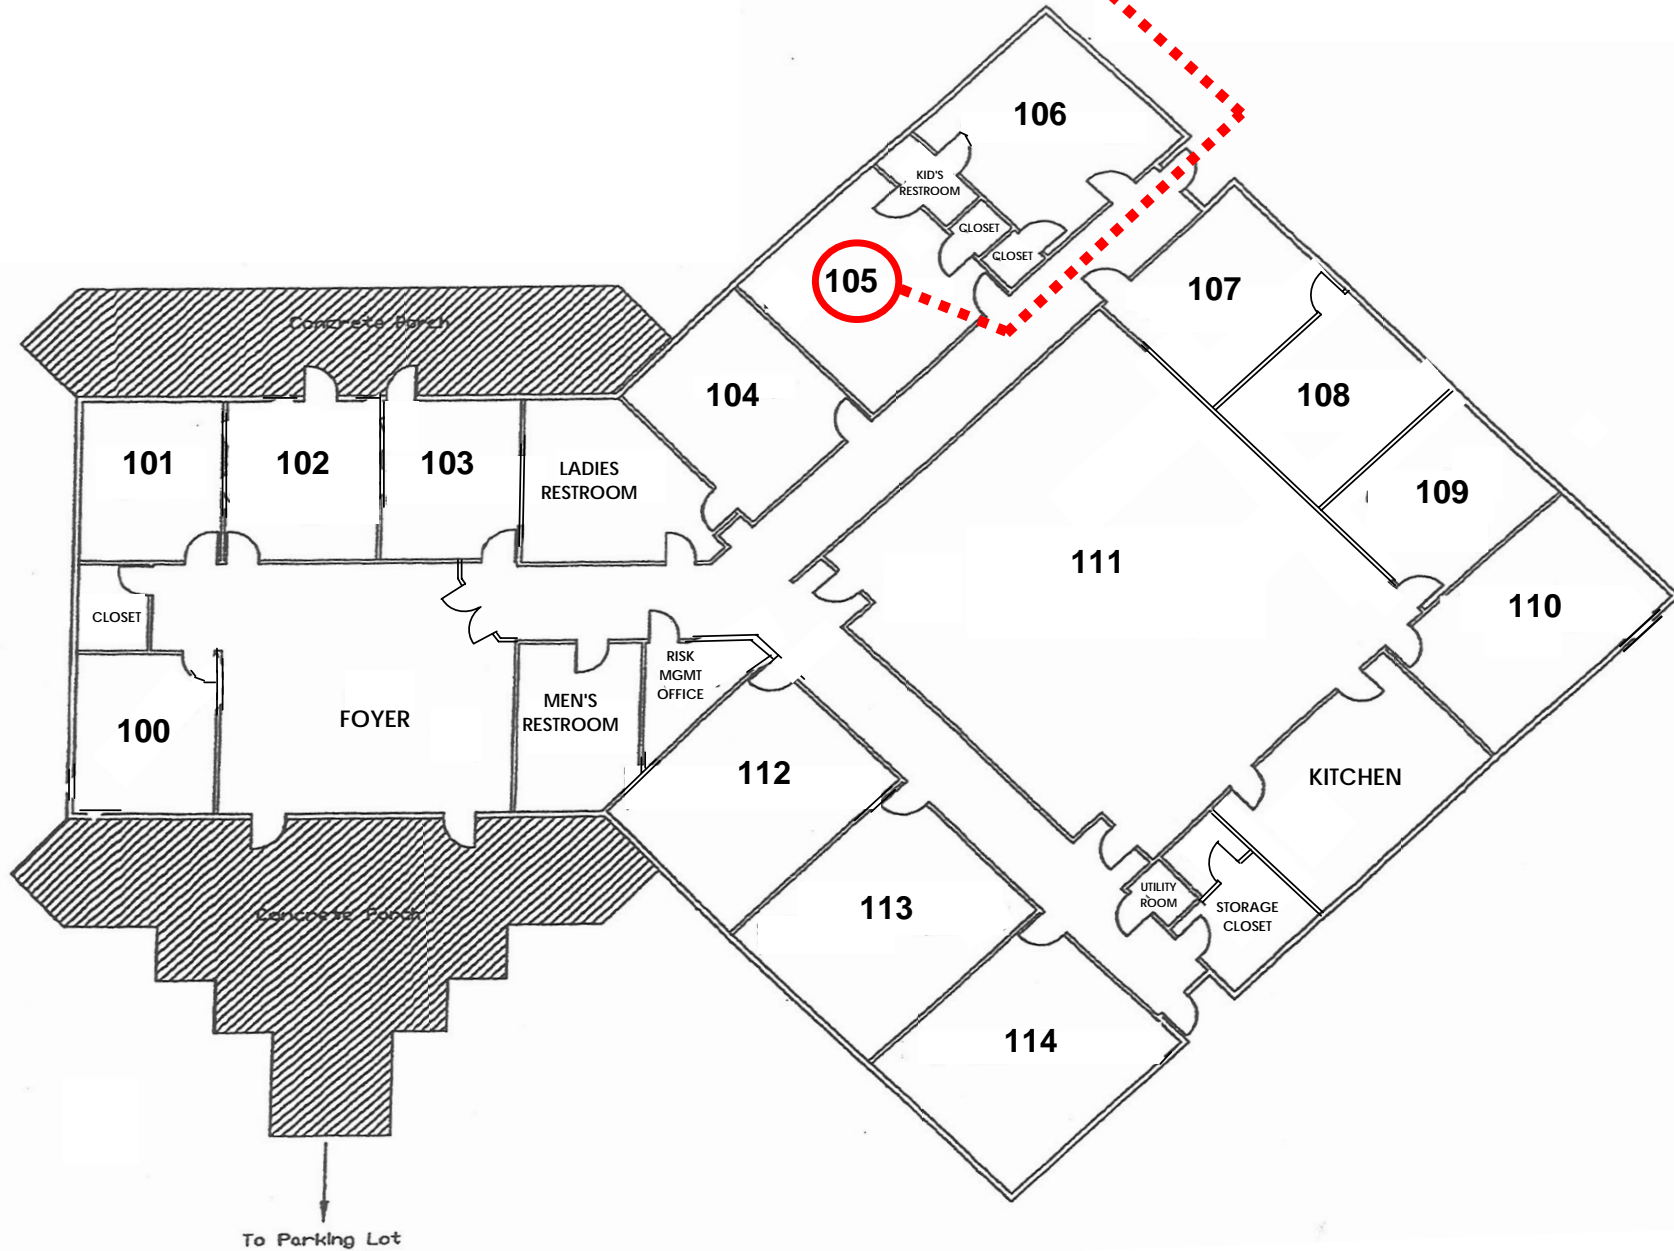 106
KID'S
RESTROOM
CLOSET
CLOSET
105
107
Concrete Porch
104
108
101
102
103
LADIES
RESTROOM
109
111
110
CLOSET
RISK
MGMT
OFFICE
100
FOYER
MEN'S
RESTROOM
112
KITCHEN
113
UTILITY
ROOM
STORAGE
CLOSET
Concrete Porch
114
To Parking Lot